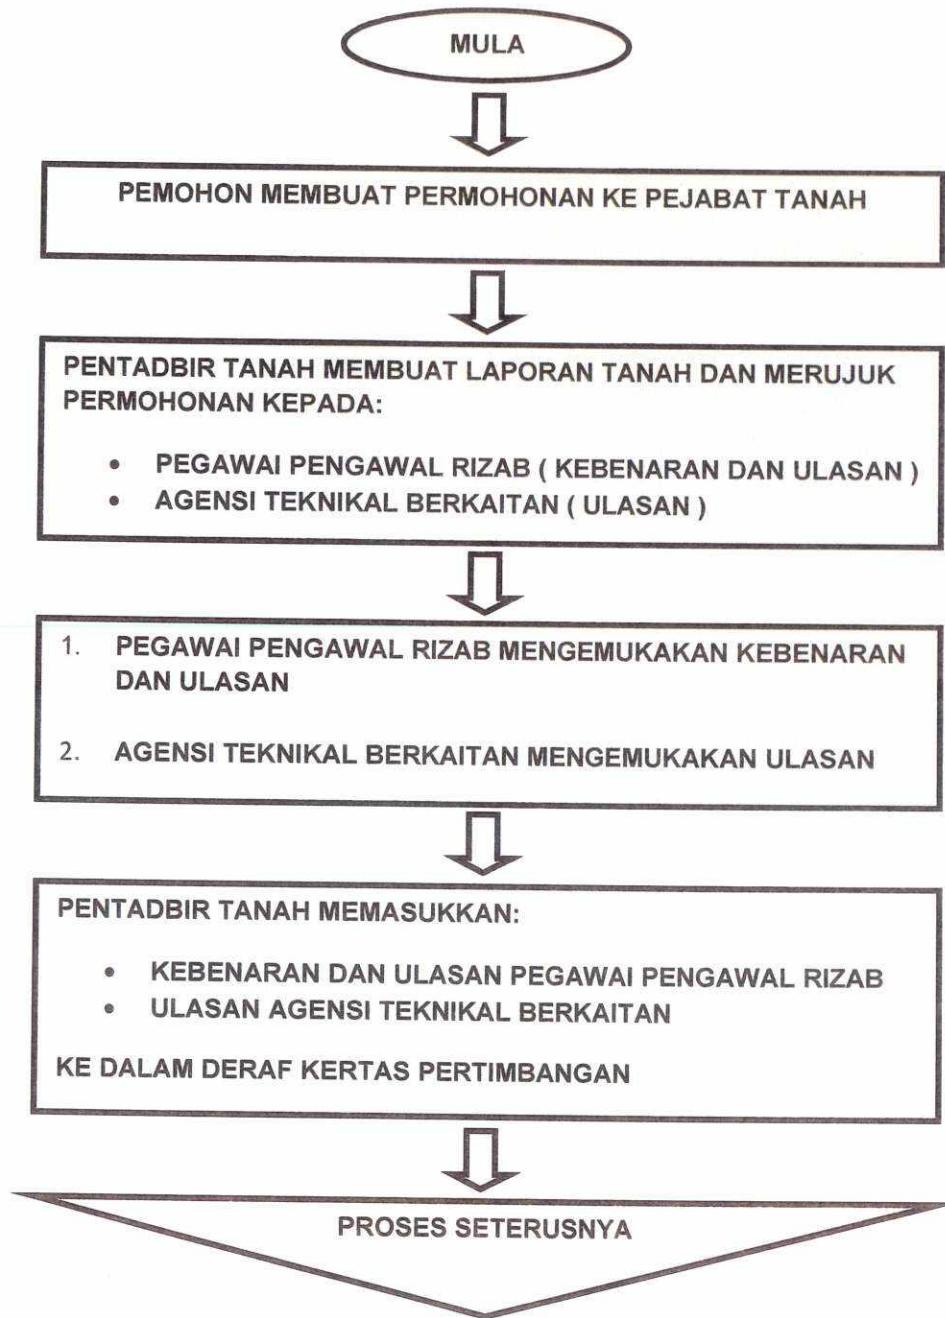 MULA
PEMOHON MEMBUAT PERMOHONAN KE PEJABAT TANAH
PENTADBIR TANAH MEMBUAT LAPORAN TANAH DAN MERUJUK
PERMOHONAN KEPADA:
• PEGAWAI PENGAWAL RIZAB ( KEBENARAN DAN ULASAN )
• AGENSI TEKNIKAL BERKAITAN ( ULASAN )
1. PEGAWAI PENGAWAL RIZAB MENGEMUKAKAN KEBENARAN
DAN ULASAN
2. AGENSI TEKNIKAL BERKAITAN MENGEMUKAKAN ULASAN
PENTADBIR TANAH MEMASUKKAN:
• KEBENARAN DAN ULASAN PEGAWAI PENGAWAL RIZAB
• ULASAN AGENSI TEKNIKAL BERKAITAN
KE DALAM DERAF KERTAS PERTIMBANGAN
PROSES SETERUSNYA